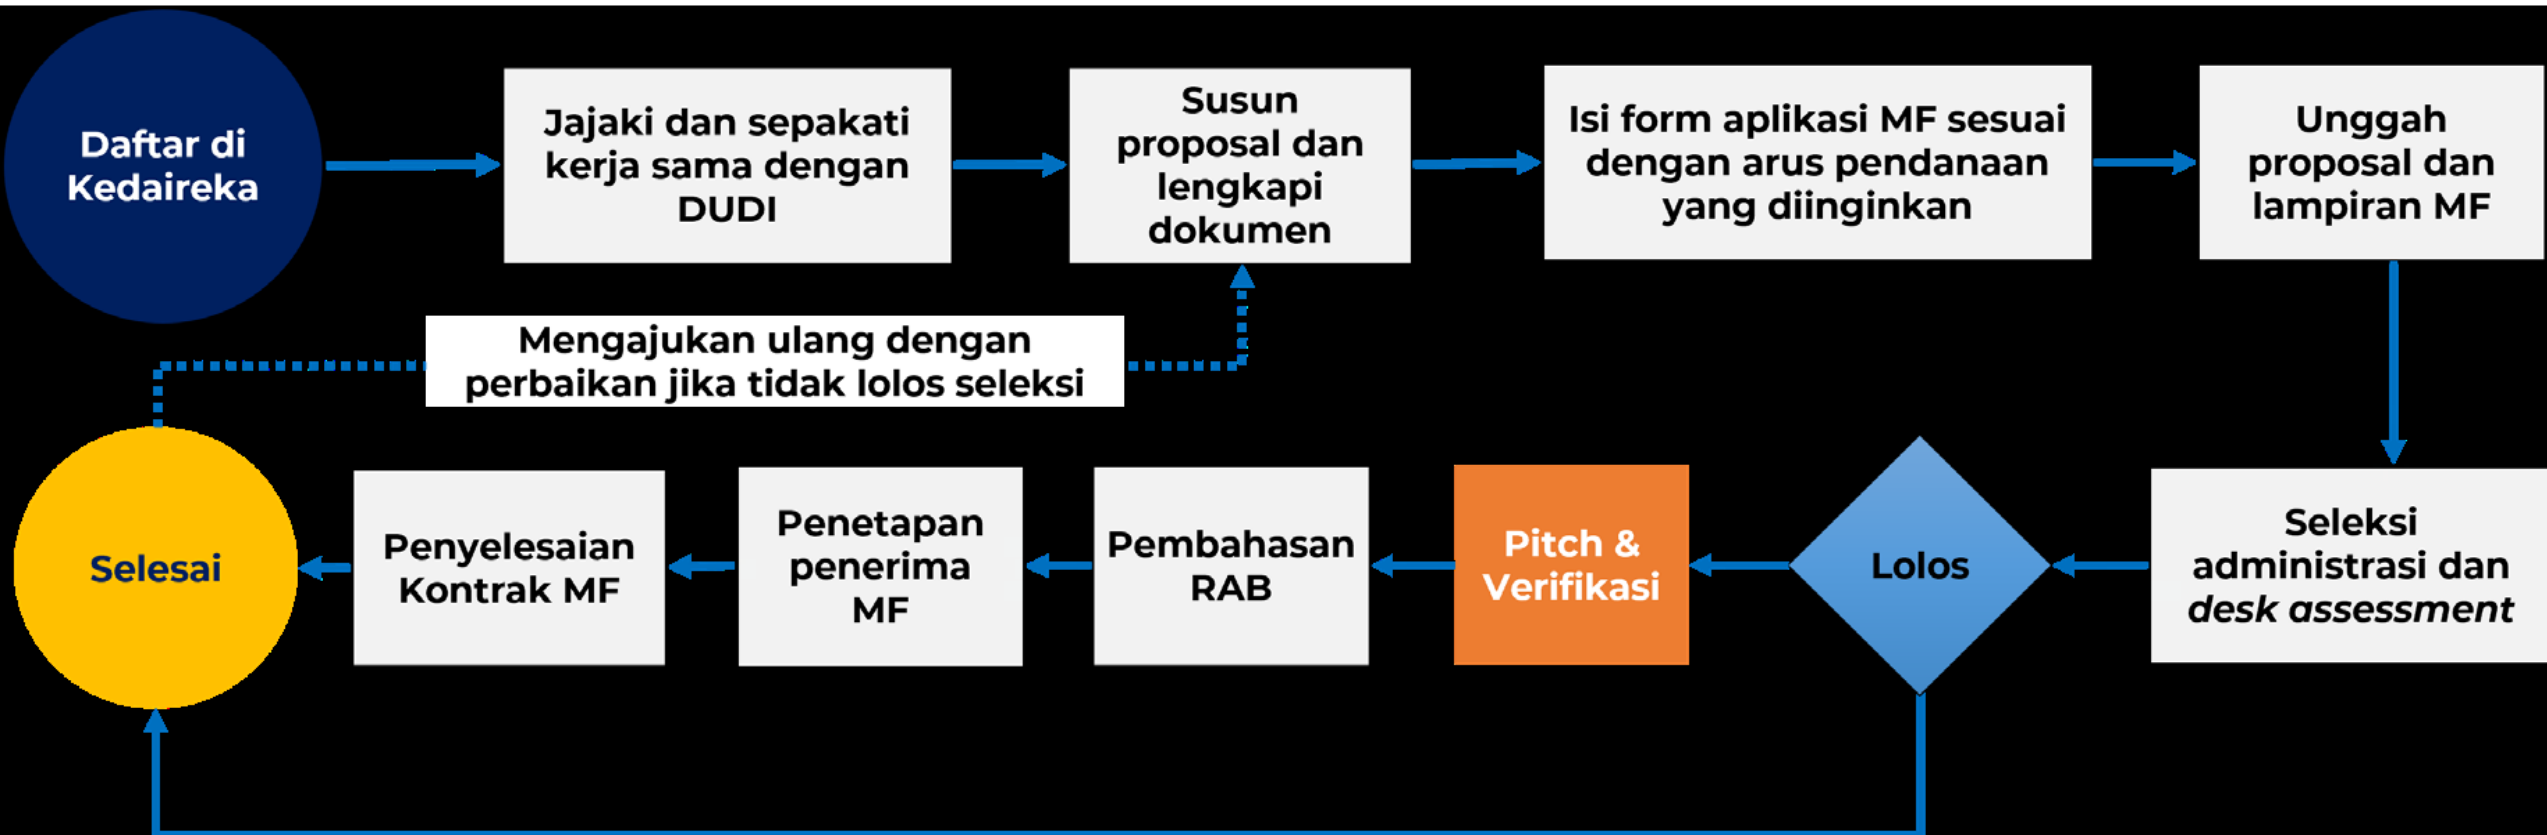 Daftar di
Kedaireka
Jajaki dan sepakati
kerja sama dengan
DUDI
Susun
proposal dan
lengkapi
dokumen
Isi form aplikasi MF sesuai
dengan arus pendanaan
yang diinginkan
Unggah
proposal dan
lampiran MF
Mengajukan ulang dengan
perbaikan jika tidak lolos seleksi
Seleksi
administrasi dan
desk assessment
Lolos
Pitch &
Verifikasi
Pembahasan
RAB
Penetapan
penerima
MF
Penyelesaian
Kontrak MF
Selesai